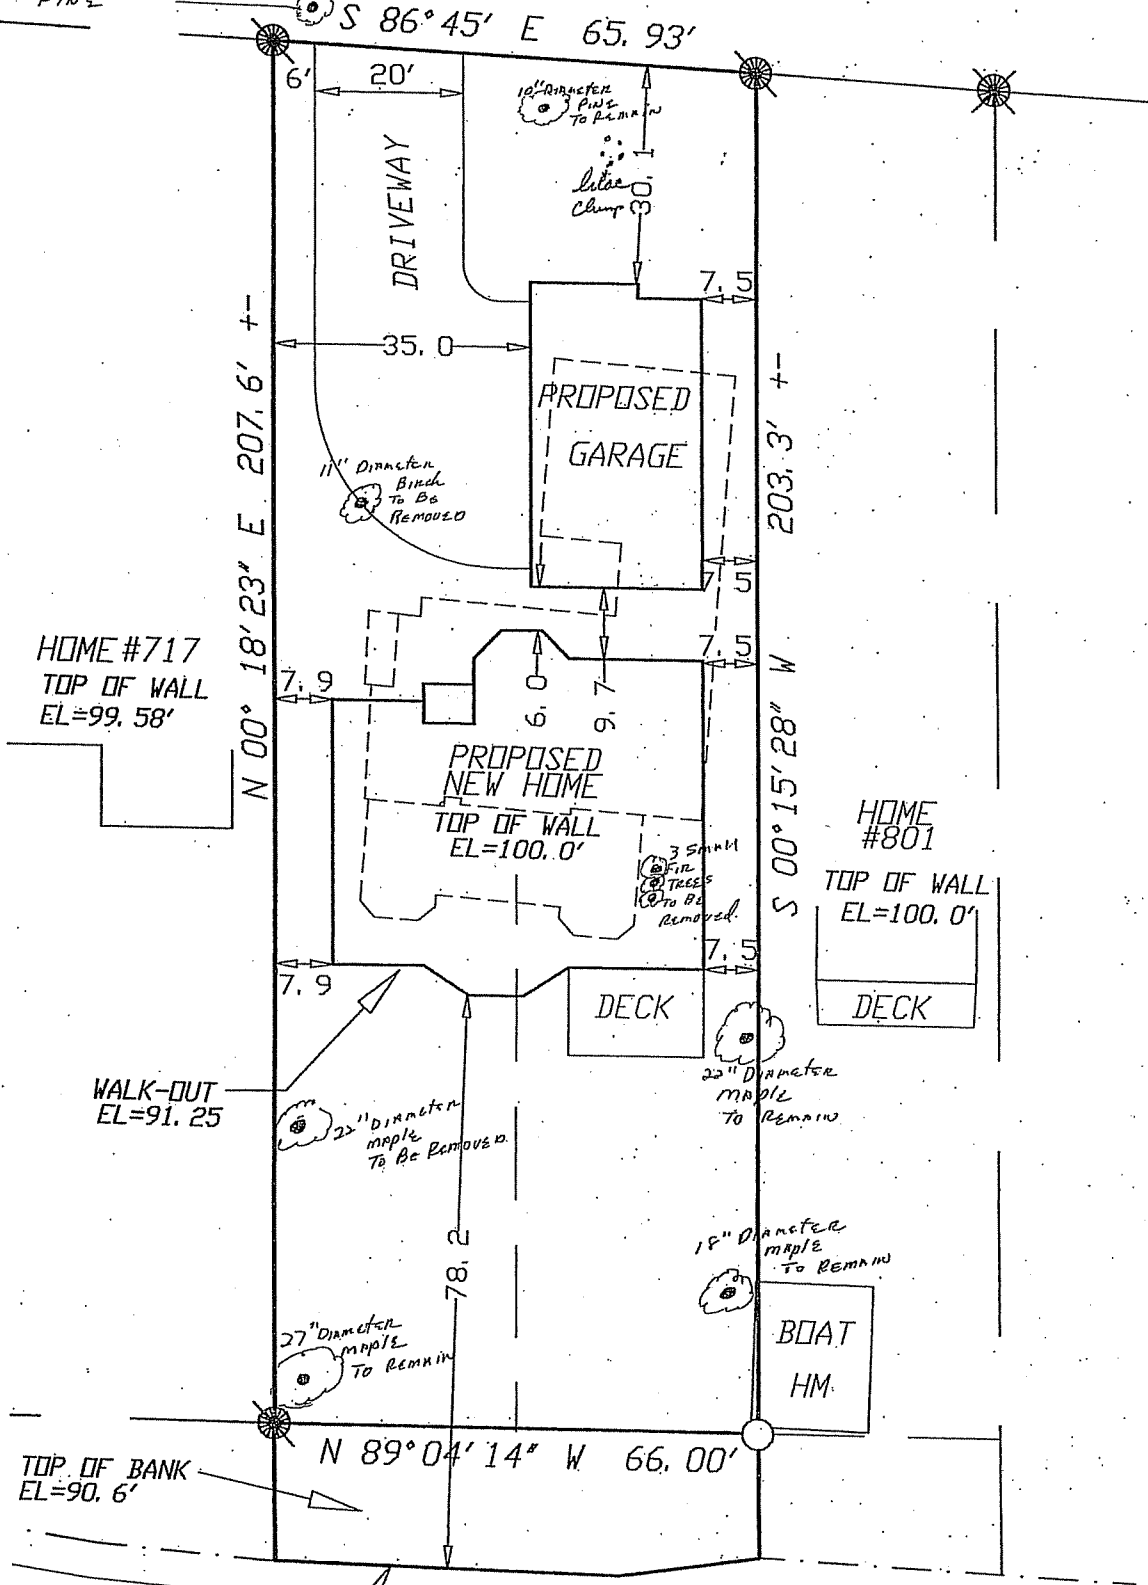 PINE
S 86° 45' E 65.93'
6'
20'
10" DIAMETER
PINE
TO REMAIN
lilac
Clump
30.1
DRIVEWAY
7.5
35.0
N 00° 18' 23" E 207.6' +-
S 00° 15' 28" W 203.3' +-
PROPOSED
GARAGE
11" DIAMETER
BIRCH
TO BE
REMOVED
7.5
7.5
HOME #717
TOP OF WALL
EL=99.58'
7.9
6.0
9.7
PROPOSED
NEW HOME
TOP OF WALL
EL=100.0'
3 SMALL
FIR
TREES
TO BE
REMOVED.
HOME
#801
TOP OF WALL
EL=100.0'
7.5
7.9
DECK
DECK
WALK-OUT
EL=91.25
22" DIAMETER
MAPLE
TO BE REMOVED.
22" DIAMETER
MAPLE
TO REMAIN
78.2
18" DIAMETER
MAPLE
TO REMAIN
27" DIAMETER
MAPLE
TO REMAIN
BOAT
HM.
N 89° 04' 14" W 66.00'
TOP OF BANK
EL=90.6'